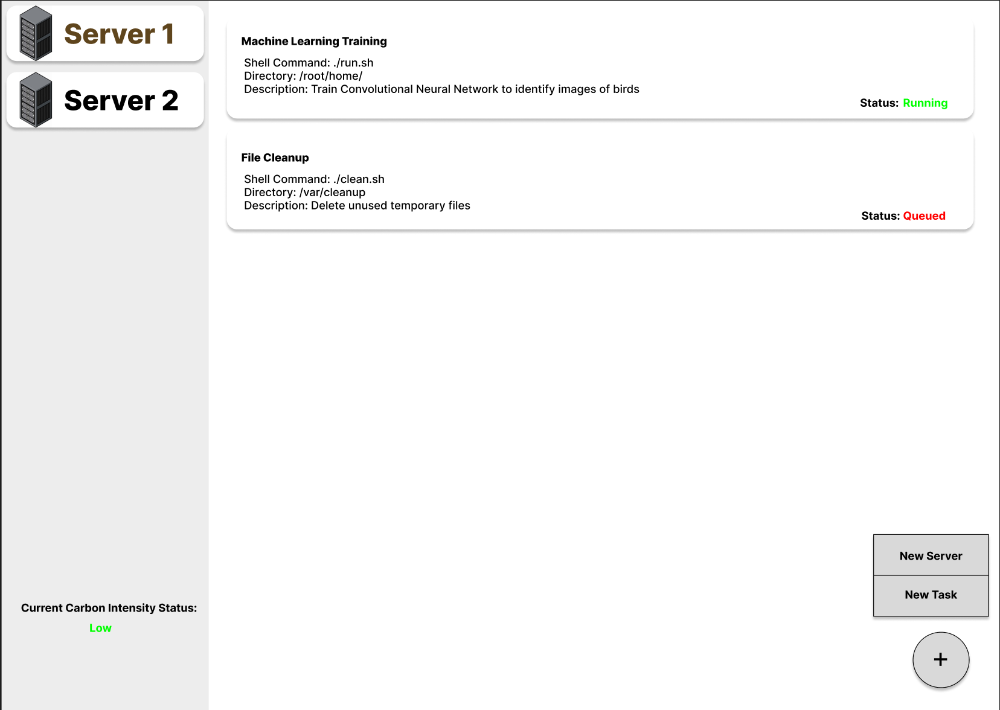 Server 1
Server 2
Current Carbon Intensity Status:
Low
Machine Learning Training
Shell Command: ./run.sh
Directory: /root/home/
Description: Train Convolutional Neural Network to identify images of birds
Status: Running
File Cleanup
Shell Command: ./clean.sh
Directory: /var/cleanup
Description: Delete unused temporary files
Status: Queued
New Server
New Task
+